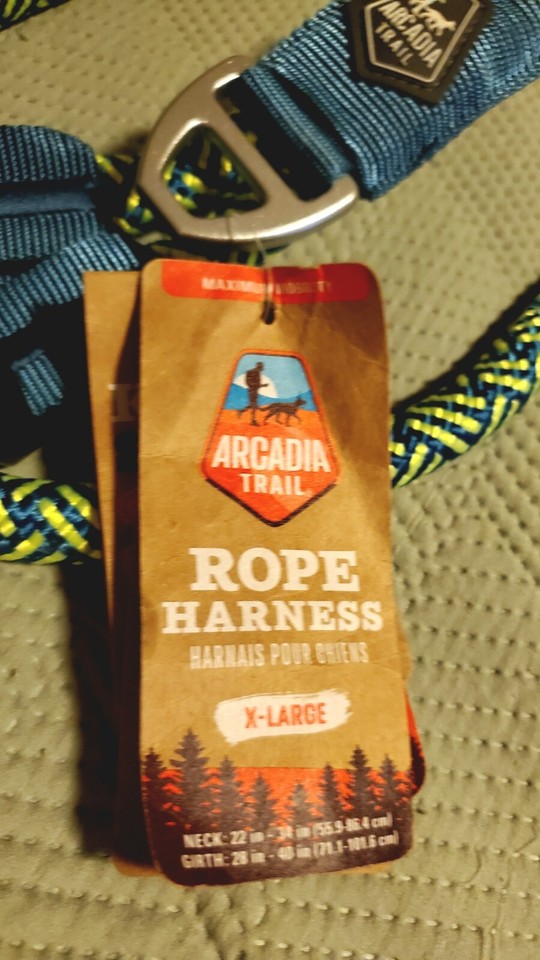 ARCADIA
TRAIL
MAXIMUM VISIBILITY
ARCADIA
TRAIL
ROPE
HARNESS
HARNAIS POUR CHIENS
X-LARGE
NECK: 22 in - 34 in (55.9-86.4 cm)
GIRTH: 28 in - 40 in (71.1-101.6 cm)